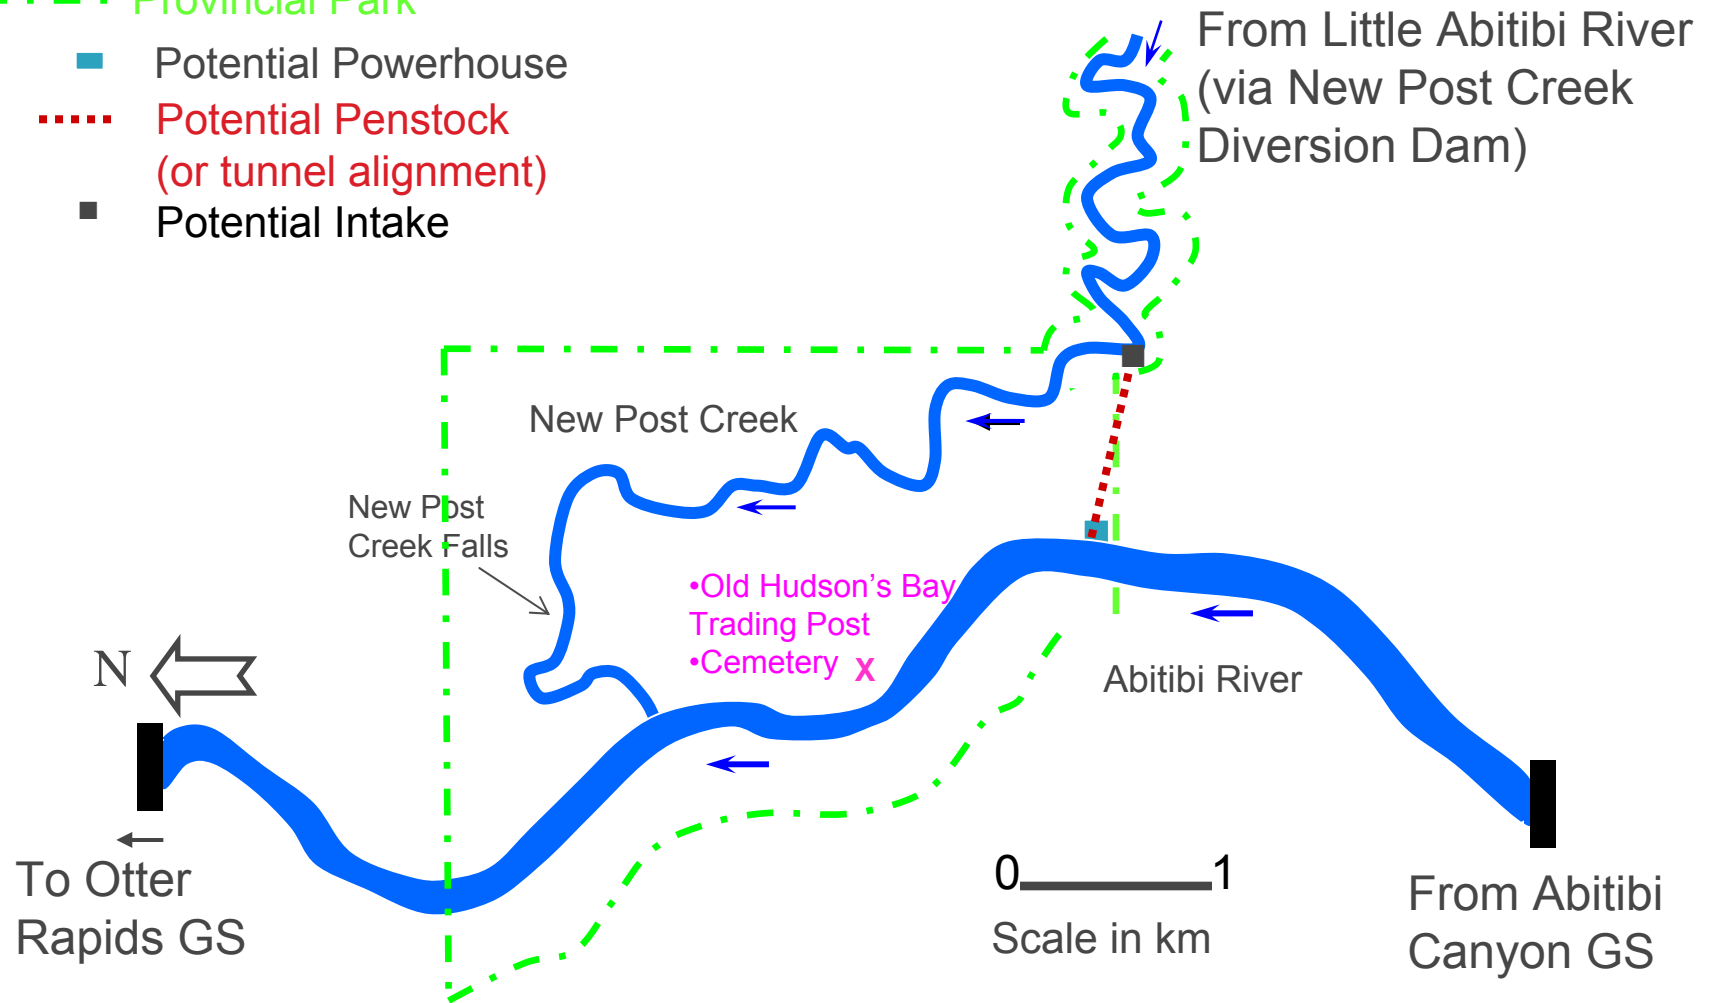 Provincial Park
Potential Powerhouse
Potential Penstock
(or tunnel alignment)
Potential Intake
From Little Abitibi River
(via New Post Creek
Diversion Dam)
New Post Creek
New Post
Creek Falls
•Old Hudson’s Bay
Trading Post
•Cemetery X
N
Abitibi River
To Otter
Rapids GS
0 1
Scale in km
From Abitibi
Canyon GS